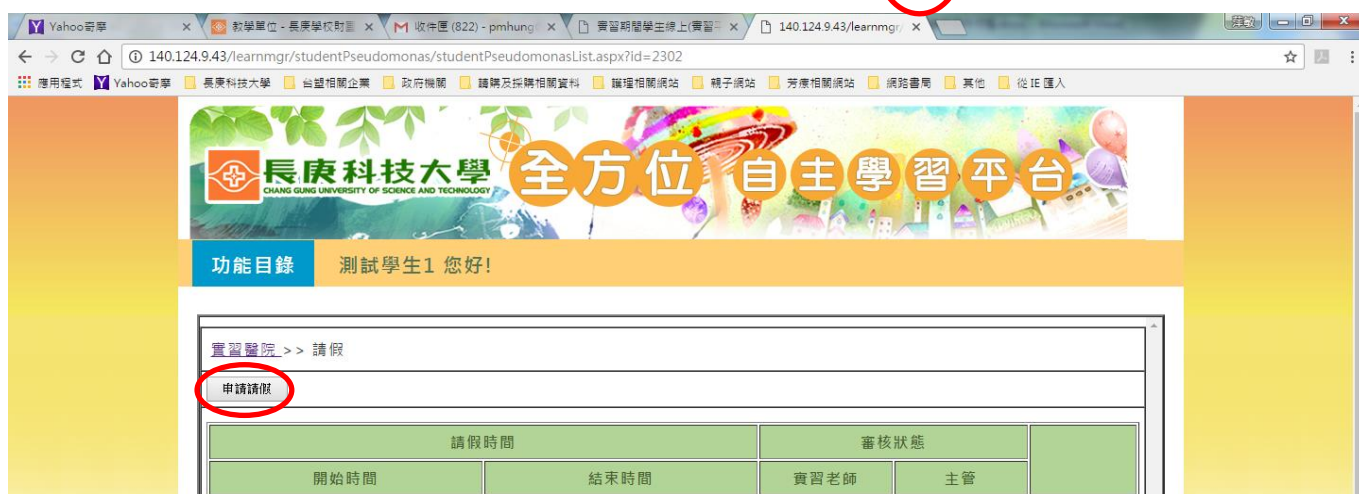 Yahoo奇摩
教學單位 - 長庚學校財團
收件匣 (822) - pmhung
實習期間學生線上(實習
140.124.9.43/learnmgr/
140.124.9.43/learnmgr/studentPseudomonas/studentPseudomonasList.aspx?id=2302
應用程式 Yahoo奇摩 長庚科技大學 台塑相關企業 政府機關 請購及採購相關資料 護理相關網站 親子網站 芳療相關網站 網路書局 其他 從 IE 匯入
長庚科技大學
CHANG GUNG UNIVERSITY OF SCIENCE AND TECHNOLOGY
全方位自主學習平台
功能目錄 測試學生1 您好!
實習醫院 >> 請假
申請請假
請假時間 審核狀態
開始時間 結束時間 實習老師 主管